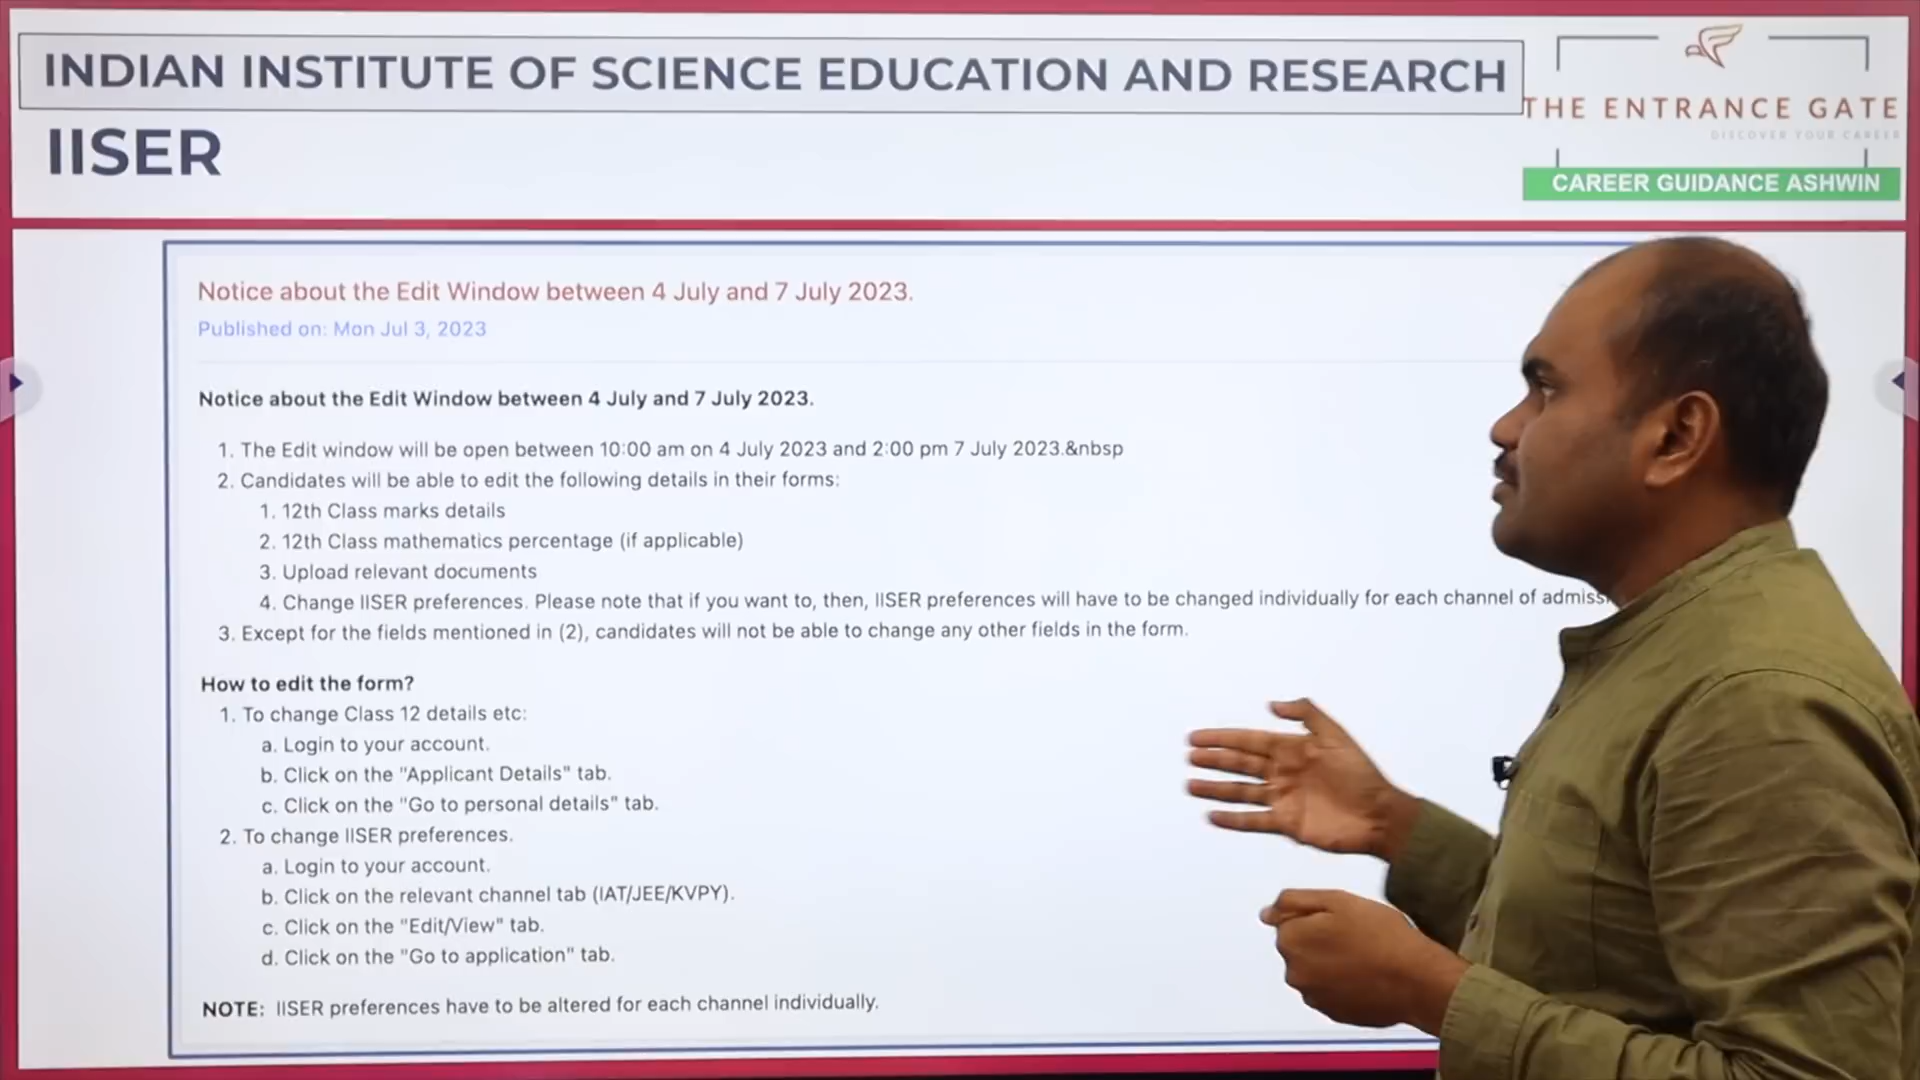 INDIAN INSTITUTE OF SCIENCE EDUCATION AND RESEARCH
IISER
THE ENTRANCE GATE
DISCOVER YOUR CAREER
CAREER GUIDANCE ASHWIN
Notice about the Edit Window between 4 July and 7 July 2023.
Published on: Mon Jul 3, 2023
Notice about the Edit Window between 4 July and 7 July 2023.
1. The Edit window will be open between 10:00 am on 4 July 2023 and 2:00 pm 7 July 2023.&nbsp
2. Candidates will be able to edit the following details in their forms:
1. 12th Class marks details
2. 12th Class mathematics percentage (if applicable)
3. Upload relevant documents
4. Change IISER preferences. Please note that if you want to, then, IISER preferences will have to be changed individually for each channel of
3. Except for the fields mentioned in (2), candidates will not be able to change any other fields in the form.
How to edit the form?
1. To change Class 12 details etc:
a. Login to your account.
b. Click on the "Applicant Details" tab.
c. Click on the "Go to personal details" tab.
2. To change IISER preferences.
a. Login to your account.
b. Click on the relevant channel tab (IAT/JEE/KVPY).
c. Click on the "Edit/View" tab.
d. Click on the "Go to application" tab.
NOTE: IISER preferences have to be altered for each channel individually.